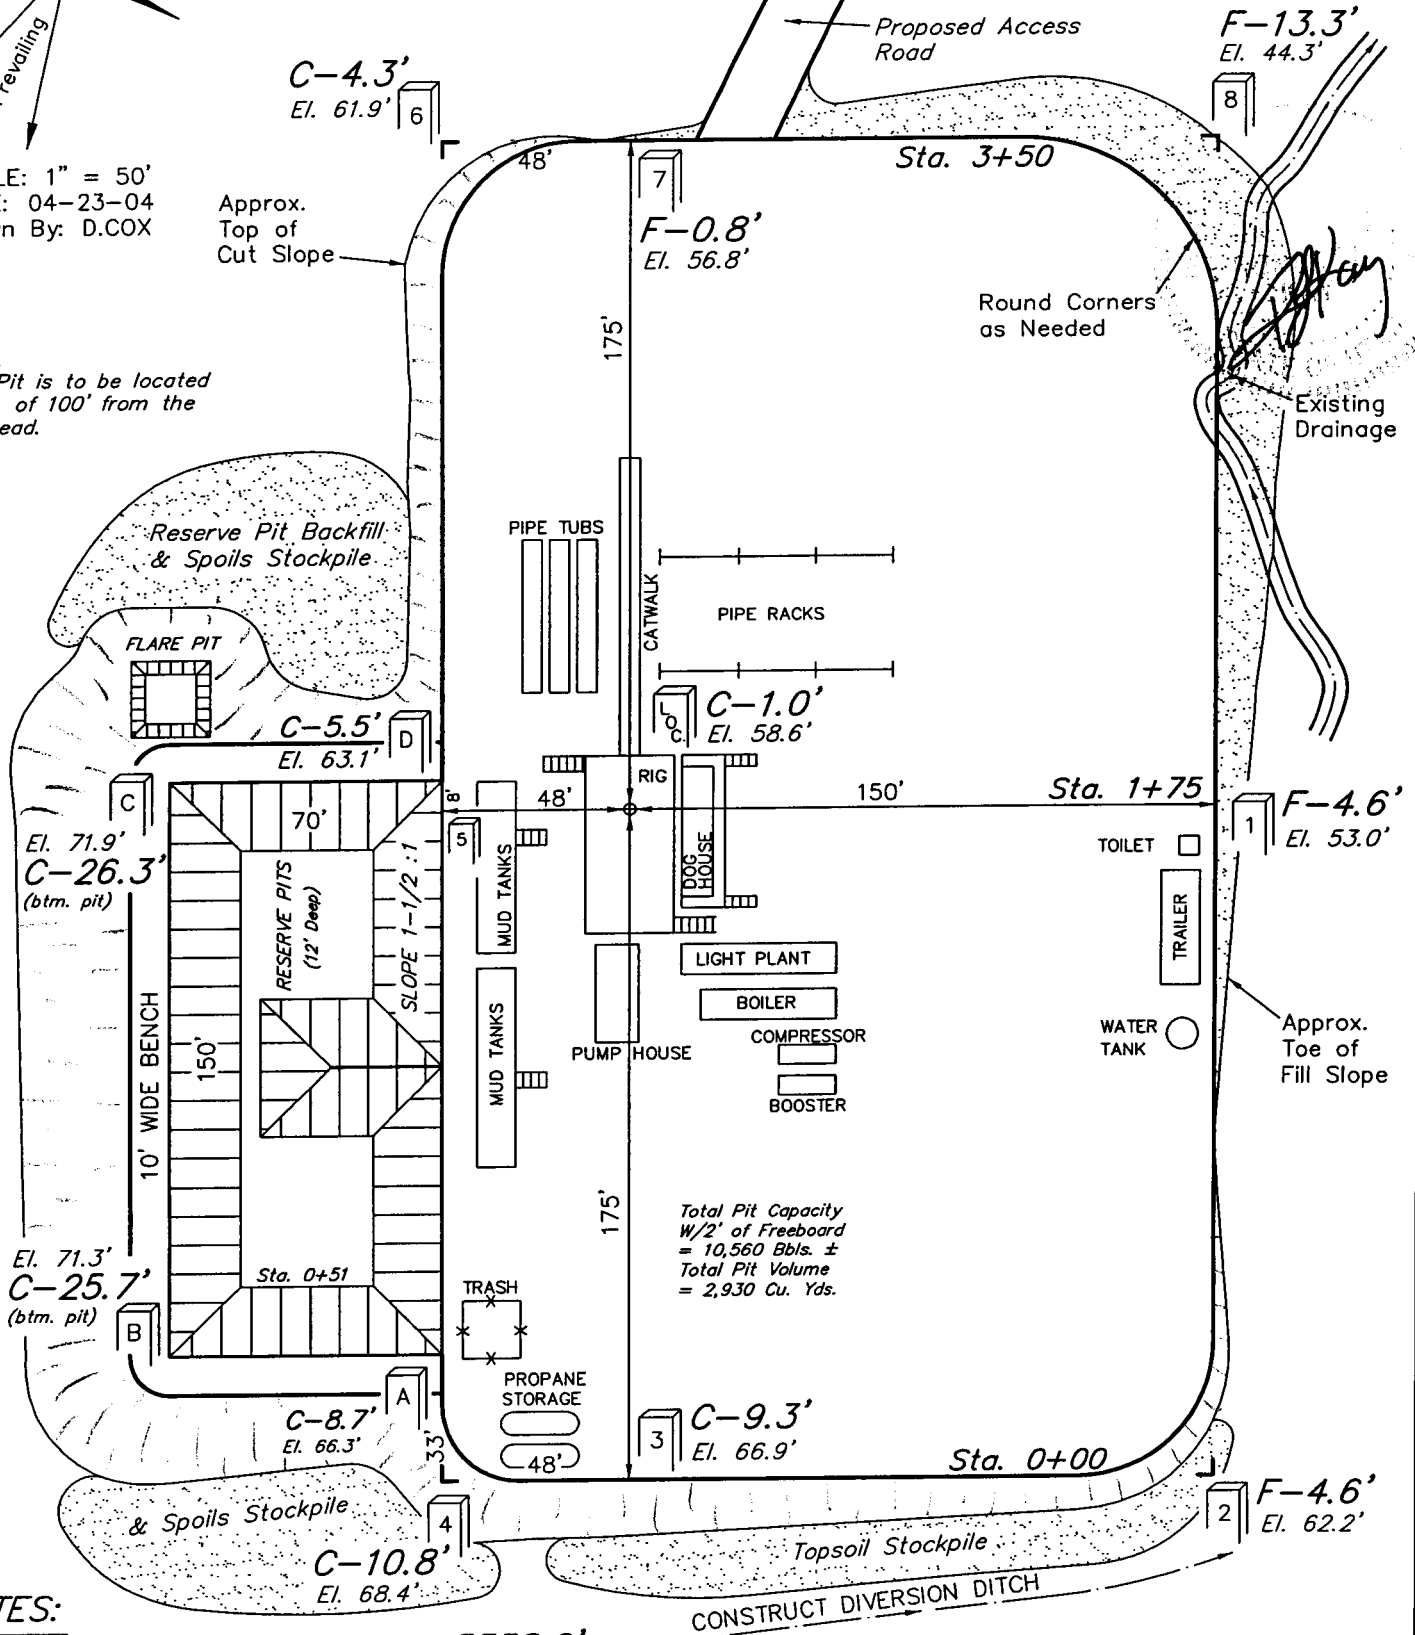 Prevailing
Proposed Access
Road
F-13.3'
El. 44.3'
8
C-4.3'
El. 61.9'
6
48'
Sta. 3+50
7
F-0.8'
El. 56.8'
LE: 1" = 50'
E: 04-23-04
n By: D.COX
Approx.
Top of
Cut Slope
175'
Round Corners
as Needed
Pit is to be located
of 100' from the
ead.
Existing
Drainage
Reserve Pit Backfill
& Spoils Stockpile
PIPE TUBS
CATWALK
PIPE RACKS
FLARE PIT
C-5.5'
El. 63.1'
D
LOC.
C-1.0'
El. 58.6'
RIG
C
El. 71.9'
C-26.3'
(btm. pit)
70'
8'
48'
150'
Sta. 1+75
1
F-4.6'
El. 53.0'
5
TOILET
DOG
HOUSE
MUD TANKS
RESERVE PITS
(12' Deep)
SLOPE 1-1/2 :1
TRAILER
LIGHT PLANT
BOILER
10' WIDE BENCH
150'
MUD TANKS
PUMP HOUSE
COMPRESSOR
BOOSTER
WATER
TANK
Approx.
Toe of
Fill Slope
175'
Total Pit Capacity
W/2' of Freeboard
= 10,560 Bbls. ±
Total Pit Volume
= 2,930 Cu. Yds.
El. 71.3'
C-25.7'
(btm. pit)
B
Sta. 0+51
TRASH
PROPANE
STORAGE
A
C-8.7'
El. 66.3'
33'
48'
3
C-9.3'
El. 66.9'
Sta. 0+00
2
F-4.6'
El. 62.2'
& Spoils Stockpile
4
C-10.8'
El. 68.4'
Topsoil Stockpile
CONSTRUCT DIVERSION DITCH
TES: